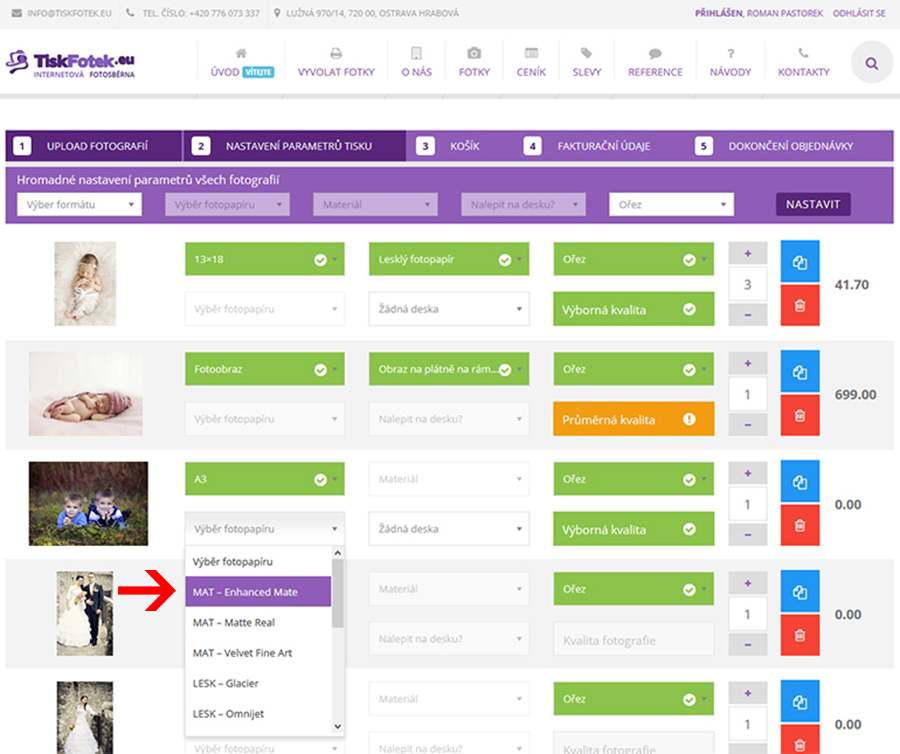 INFO@TISKFOTEK.EU TEL. ČÍSLO: +420 776 073 337 LUŽNÁ 970/14, 720 00, OSTRAVA HRABOVÁ PŘIHLÁŠEN, ROMAN PASTOREK ODHLÁSIT SE
TiskFotek.eu
INTERNETOVÁ FOTOSBĚRNA
ÚVOD VÍTEJTE VYVOLAT FOTKY O NÁS FOTKY CENÍK SLEVY REFERENCE NÁVODY KONTAKTY
1 UPLOAD FOTOGRAFIÍ 2 NASTAVENÍ PARAMETRŮ TISKU 3 KOŠÍK 4 FAKTURAČNÍ ÚDAJE 5 DOKONČENÍ OBJEDNÁVKY
Hromadné nastavení parametrů všech fotografií
Výber formátu Výběr fotopapíru Materiál Nalepit na desku? Ořez NASTAVIT
13×18 Lesklý fotopapír Ořez + 3 − 41.70
Výběr fotopapíru Žádná deska Výborná kvalita
Fotoobraz Obraz na plátně na rám... Ořez + 1 − 699.00
Výběr fotopapíru Nalepit na desku? Průměrná kvalita
A3 Materiál Ořez + 1 − 0.00
Výběr fotopapíru Žádná deska Výborná kvalita
Výběr fotopapíru
MAT – Enhanced Mate Materiál Ořez + 1 − 0.00
MAT – Matte Real
Nalepit na desku? Kvalita fotografie
MAT – Velvet Fine Art
LESK – Glacier
LESK – Omnijet
Materiál Ořez + 1 0.00
Výběr fotopapíru Nalepit na desku? Kvalita fotografie